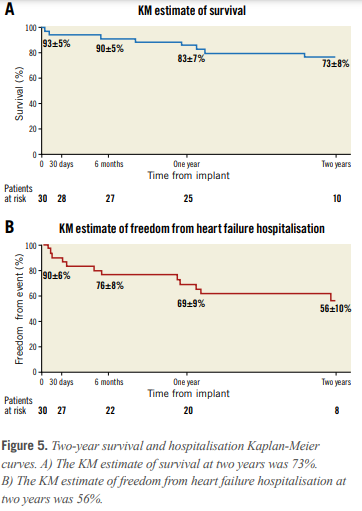 A
KM estimate of survival
Survival (%)
100
80
60
40
20
0
93±5%
90±5%
83±7%
73±8%
0 30 days 6 months One year Two years
Time from implant
Patients
at risk 30 28 27 25 10
B
KM estimate of freedom from heart failure hospitalisation
Freedom from event (%)
100
80
60
40
20
0
90±6%
76±8%
69±9%
56±10%
0 30 days 6 months One year Two years
Time from implant
Patients
at risk 30 27 22 20 8
Figure 5. Two-year survival and hospitalisation Kaplan-Meier
curves. A) The KM estimate of survival at two years was 73%.
B) The KM estimate of freedom from heart failure hospitalisation at
two years was 56%.